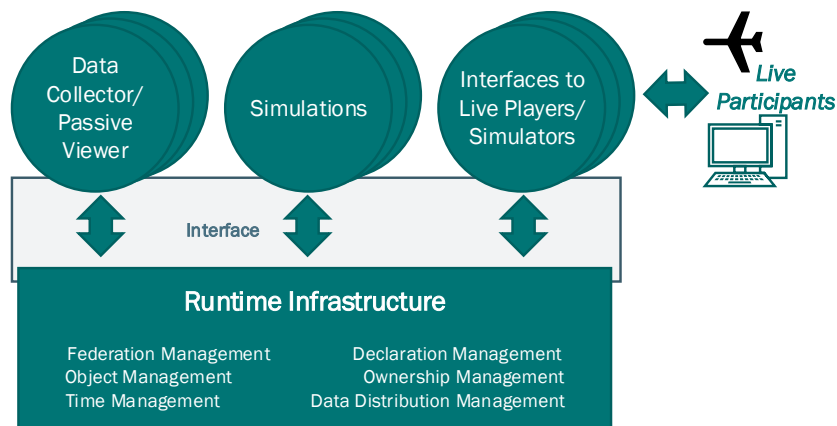 Data
Collector/
Passive
Viewer
Simulations
Interfaces to
Live Players/
Simulators
Live
Participants
Interface
Runtime Infrastructure
Federation Management
Declaration Management
Object Management
Ownership Management
Time Management
Data Distribution Management